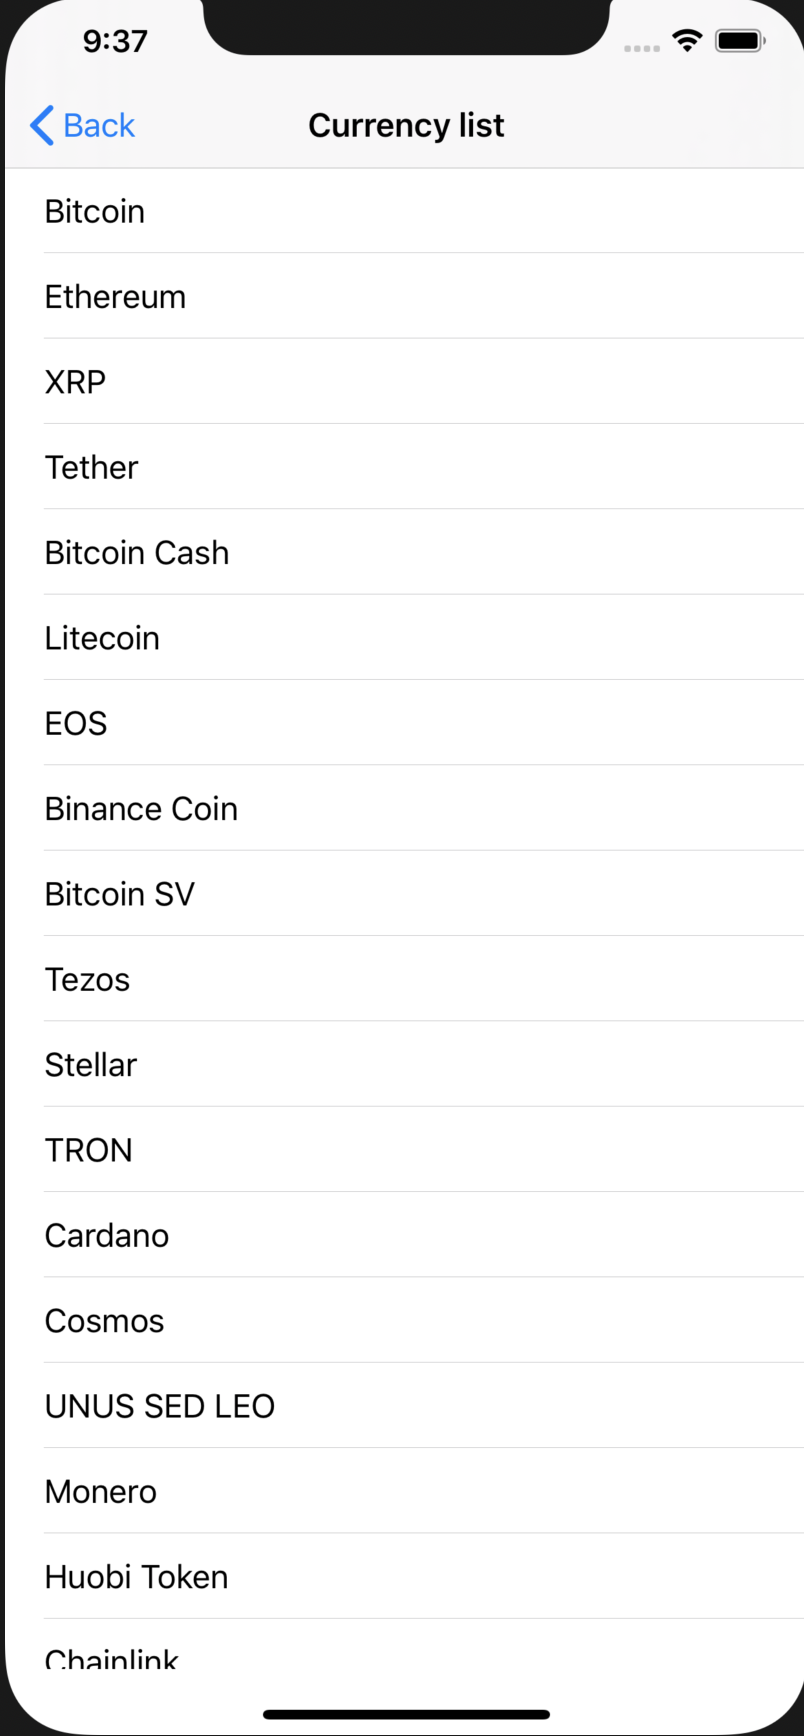 9:37
Back
Currency list
Bitcoin
Ethereum
XRP
Tether
Bitcoin Cash
Litecoin
EOS
Binance Coin
Bitcoin SV
Tezos
Stellar
TRON
Cardano
Cosmos
UNUS SED LEO
Monero
Huobi Token
Chainlink